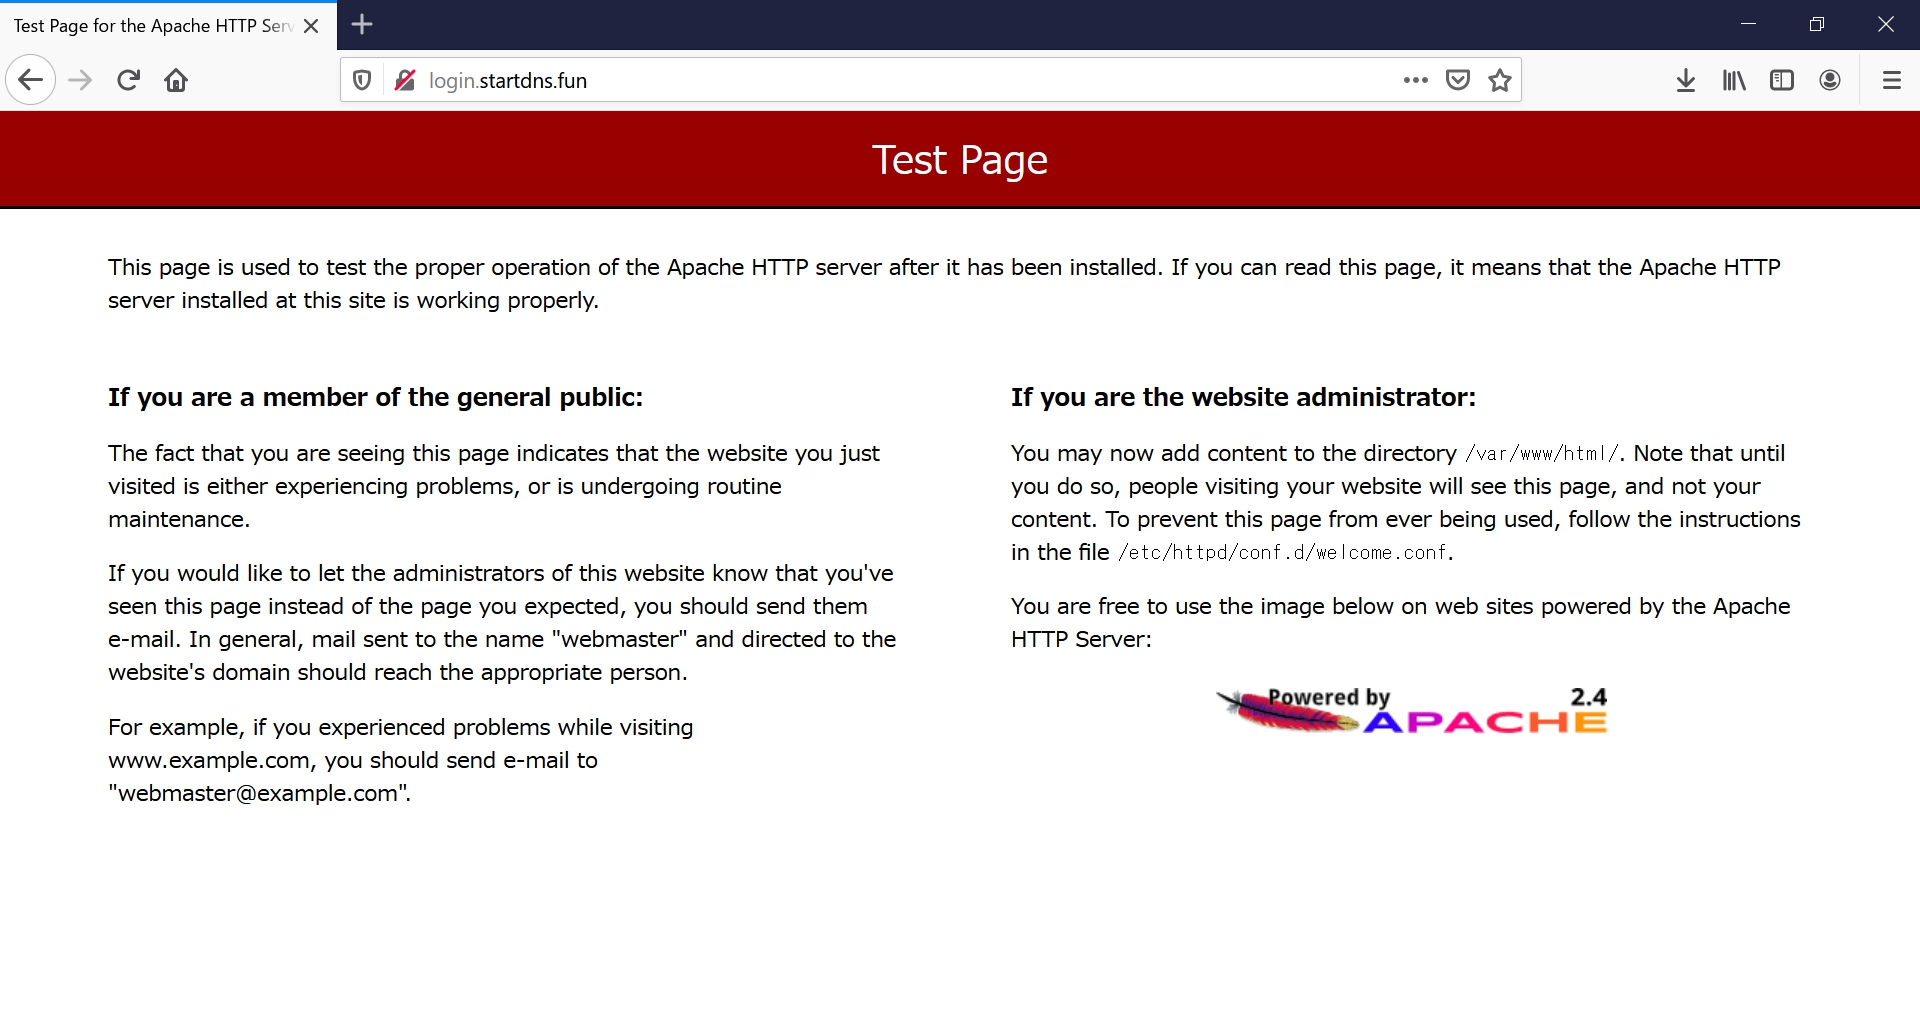 Test Page for the Apache HTTP Serv
login.startdns.fun
Test Page
This page is used to test the proper operation of the Apache HTTP server after it has been installed. If you can read this page, it means that the Apache HTTP
server installed at this site is working properly.
If you are a member of the general public:
The fact that you are seeing this page indicates that the website you just
visited is either experiencing problems, or is undergoing routine
maintenance.
If you would like to let the administrators of this website know that you've
seen this page instead of the page you expected, you should send them
e-mail. In general, mail sent to the name "webmaster" and directed to the
website's domain should reach the appropriate person.
For example, if you experienced problems while visiting
www.example.com, you should send e-mail to
"webmaster@example.com".
If you are the website administrator:
You may now add content to the directory /var/www/html/. Note that until
you do so, people visiting your website will see this page, and not your
content. To prevent this page from ever being used, follow the instructions
in the file /etc/httpd/conf.d/welcome.conf.
You are free to use the image below on web sites powered by the Apache
HTTP Server:
Powered by 2.4
APACHE